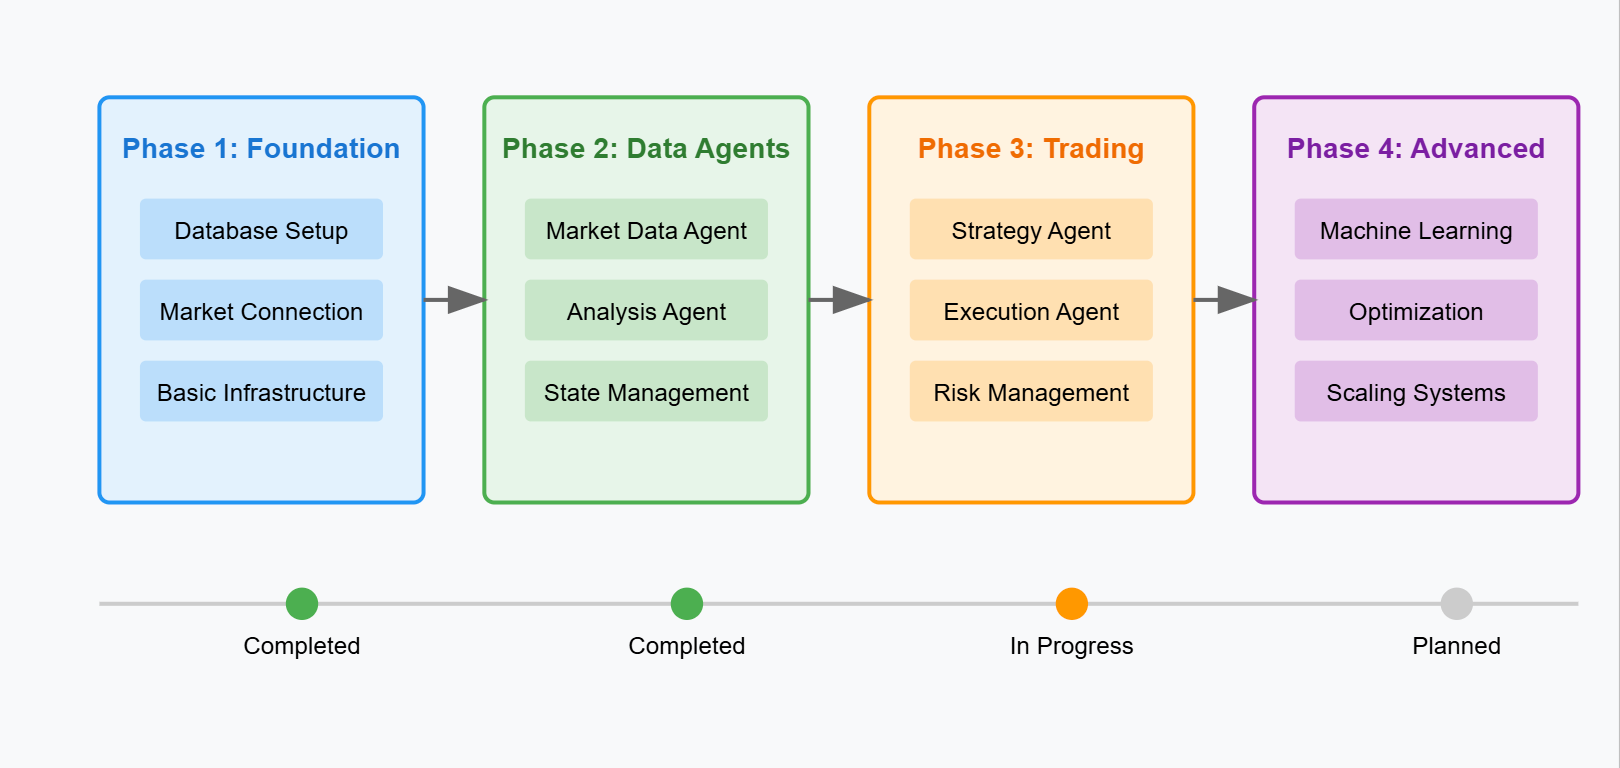 Phase 1: Foundation
Database Setup
Market Connection
Basic Infrastructure
Phase 2: Data Agents
Market Data Agent
Analysis Agent
State Management
Phase 3: Trading
Strategy Agent
Execution Agent
Risk Management
Phase 4: Advanced
Machine Learning
Optimization
Scaling Systems
Completed
Completed
In Progress
Planned